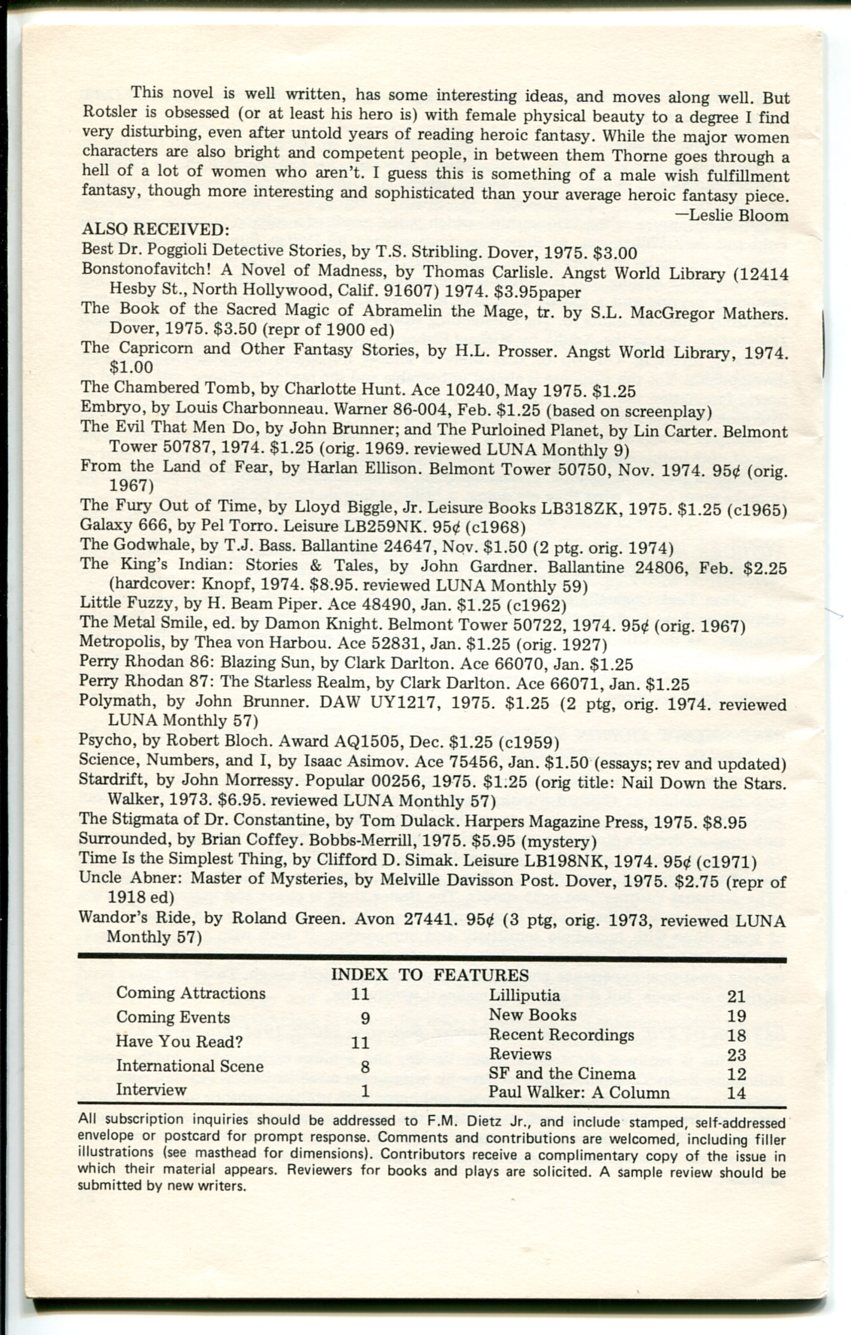 This novel is well written, has some interesting ideas, and moves along well. But
Rotsler is obsessed (or at least his hero is) with female physical beauty to a degree I find
very disturbing, even after untold years of reading heroic fantasy. While the major women
characters are also bright and competent people, in between them Thorne goes through a
hell of a lot of women who aren't. I guess this is something of a male wish fulfillment
fantasy, though more interesting and sophisticated than your average heroic fantasy piece.
—Leslie Bloom
ALSO RECEIVED:
Best Dr. Poggioli Detective Stories, by T.S. Stribling. Dover, 1975. $3.00
Bonstonofavitch! A Novel of Madness, by Thomas Carlisle. Angst World Library (12414
Hesby St., North Hollywood, Calif. 91607) 1974. $3.95paper
The Book of the Sacred Magic of Abramelin the Mage, tr. by S.L. MacGregor Mathers.
Dover, 1975. $3.50 (repr of 1900 ed)
The Capricorn and Other Fantasy Stories, by H.L. Prosser. Angst World Library, 1974.
$1.00
The Chambered Tomb, by Charlotte Hunt. Ace 10240, May 1975. $1.25
Embryo, by Louis Charbonneau. Warner 86-004, Feb. $1.25 (based on screenplay)
The Evil That Men Do, by John Brunner; and The Purloined Planet, by Lin Carter. Belmont
Tower 50787, 1974. $1.25 (orig. 1969. reviewed LUNA Monthly 9)
From the Land of Fear, by Harlan Ellison. Belmont Tower 50750, Nov. 1974. 95¢ (orig.
1967)
The Fury Out of Time, by Lloyd Biggle, Jr. Leisure Books LB318ZK, 1975. $1.25 (c1965)
Galaxy 666, by Pel Torro. Leisure LB259NK. 95¢ (c1968)
The Godwhale, by T.J. Bass. Ballantine 24647, Nov. $1.50 (2 ptg. orig. 1974)
The King's Indian: Stories & Tales, by John Gardner. Ballantine 24806, Feb. $2.25
(hardcover: Knopf, 1974. $8.95. reviewed LUNA Monthly 59)
Little Fuzzy, by H. Beam Piper. Ace 48490, Jan. $1.25 (c1962)
The Metal Smile, ed. by Damon Knight. Belmont Tower 50722, 1974. 95¢ (orig. 1967)
Metropolis, by Thea von Harbou. Ace 52831, Jan. $1.25 (orig. 1927)
Perry Rhodan 86: Blazing Sun, by Clark Darlton. Ace 66070, Jan. $1.25
Perry Rhodan 87: The Starless Realm, by Clark Darlton. Ace 66071, Jan. $1.25
Polymath, by John Brunner. DAW UY1217, 1975. $1.25 (2 ptg, orig. 1974. reviewed
LUNA Monthly 57)
Psycho, by Robert Bloch. Award AQ1505, Dec. $1.25 (c1959)
Science, Numbers, and I, by Isaac Asimov. Ace 75456, Jan. $1.50 (essays; rev and updated)
Stardrift, by John Morressy. Popular 00256, 1975. $1.25 (orig title: Nail Down the Stars.
Walker, 1973. $6.95. reviewed LUNA Monthly 57)
The Stigmata of Dr. Constantine, by Tom Dulack. Harpers Magazine Press, 1975. $8.95
Surrounded, by Brian Coffey. Bobbs-Merrill, 1975. $5.95 (mystery)
Time Is the Simplest Thing, by Clifford D. Simak. Leisure LB198NK, 1974. 95¢ (c1971)
Uncle Abner: Master of Mysteries, by Melville Davisson Post. Dover, 1975. $2.75 (repr of
1918 ed)
Wandor's Ride, by Roland Green. Avon 27441. 95¢ (3 ptg, orig. 1973, reviewed LUNA
Monthly 57)
INDEX TO FEATURES
Coming Attractions 11
Coming Events 9
Have You Read? 11
International Scene 8
Interview 1
Lilliputia 21
New Books 19
Recent Recordings 18
Reviews 23
SF and the Cinema 12
Paul Walker: A Column 14
All subscription inquiries should be addressed to F.M. Dietz Jr., and include stamped, self-addressed
envelope or postcard for prompt response. Comments and contributions are welcomed, including filler
illustrations (see masthead for dimensions). Contributors receive a complimentary copy of the issue in
which their material appears. Reviewers for books and plays are solicited. A sample review should be
submitted by new writers.